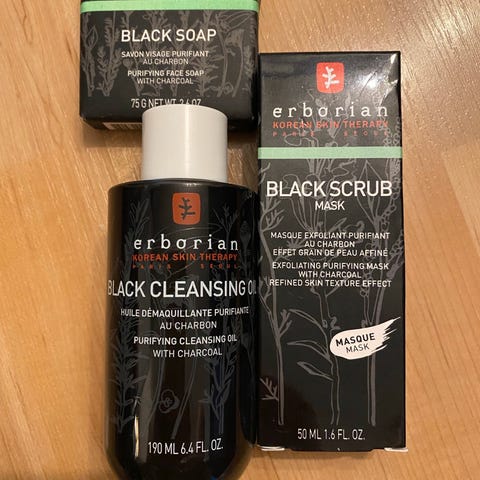 BLACK SOAP
SAVON VISAGE PURIFIANT
AU CHARBON
PURIFYING FACE SOAP
WITH CHARCOAL
75 G NET WT 2.6 OZ.
erborian
KOREAN SKIN THERAPY
PARIS SEOUL
BLACK SCRUB
MASK
MASQUE EXFOLIANT PURIFIANT
AU CHARBON
EFFET GRAIN DE PEAU AFFINÉ
EXFOLIATING PURIFYING MASK
WITH CHARCOAL
REFINED SKIN TEXTURE EFFECT
MASQUE
MASK
50 ML 1.6 FL. OZ.
erborian
KOREAN SKIN THERAPY
PARIS SEOUL
BLACK CLEANSING OIL
HUILE DÉMAQUILLANTE PURIFIANTE
AU CHARBON
PURIFYING CLEANSING OIL
WITH CHARCOAL
190 ML 6.4 FL. OZ.